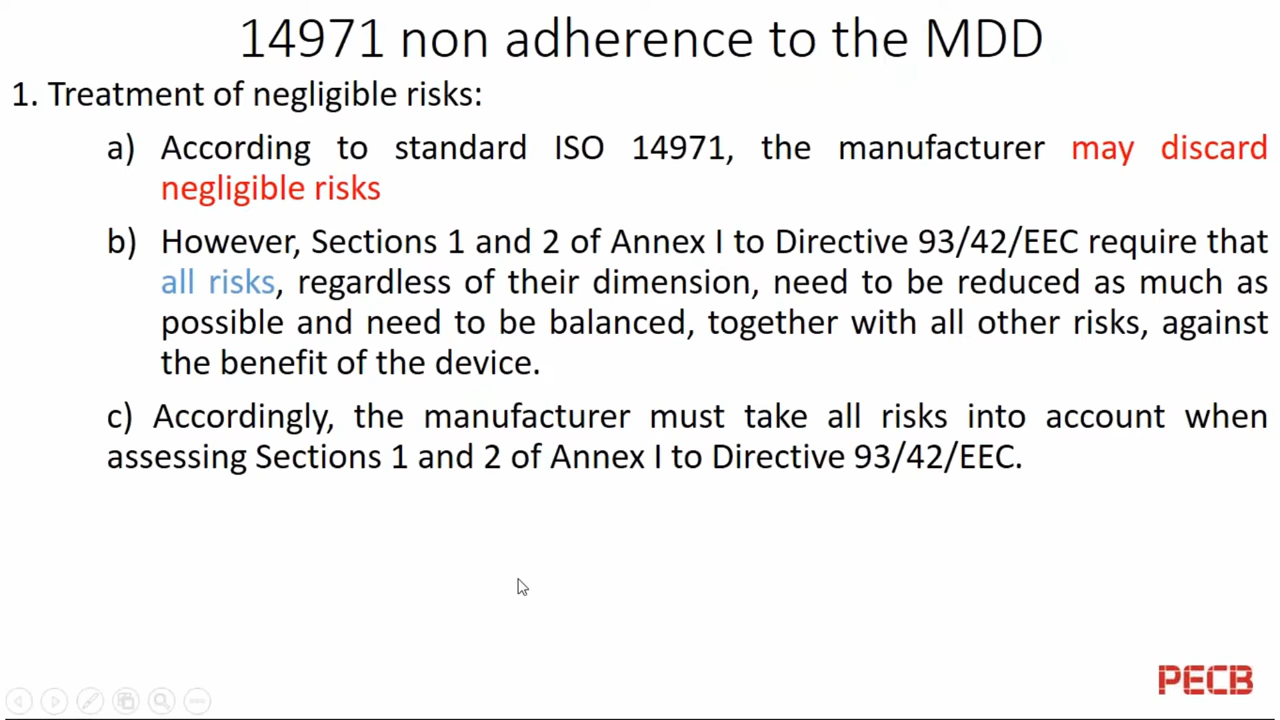 14971 non adherence to the MDD
1. Treatment of negligible risks:
a) According to standard ISO 14971, the manufacturer may discard
negligible risks
b) However, Sections 1 and 2 of Annex I to Directive 93/42/EEC require that
all risks, regardless of their dimension, need to be reduced as much as
possible and need to be balanced, together with all other risks, against
the benefit of the device.
c) Accordingly, the manufacturer must take all risks into account when
assessing Sections 1 and 2 of Annex I to Directive 93/42/EEC.
PECB